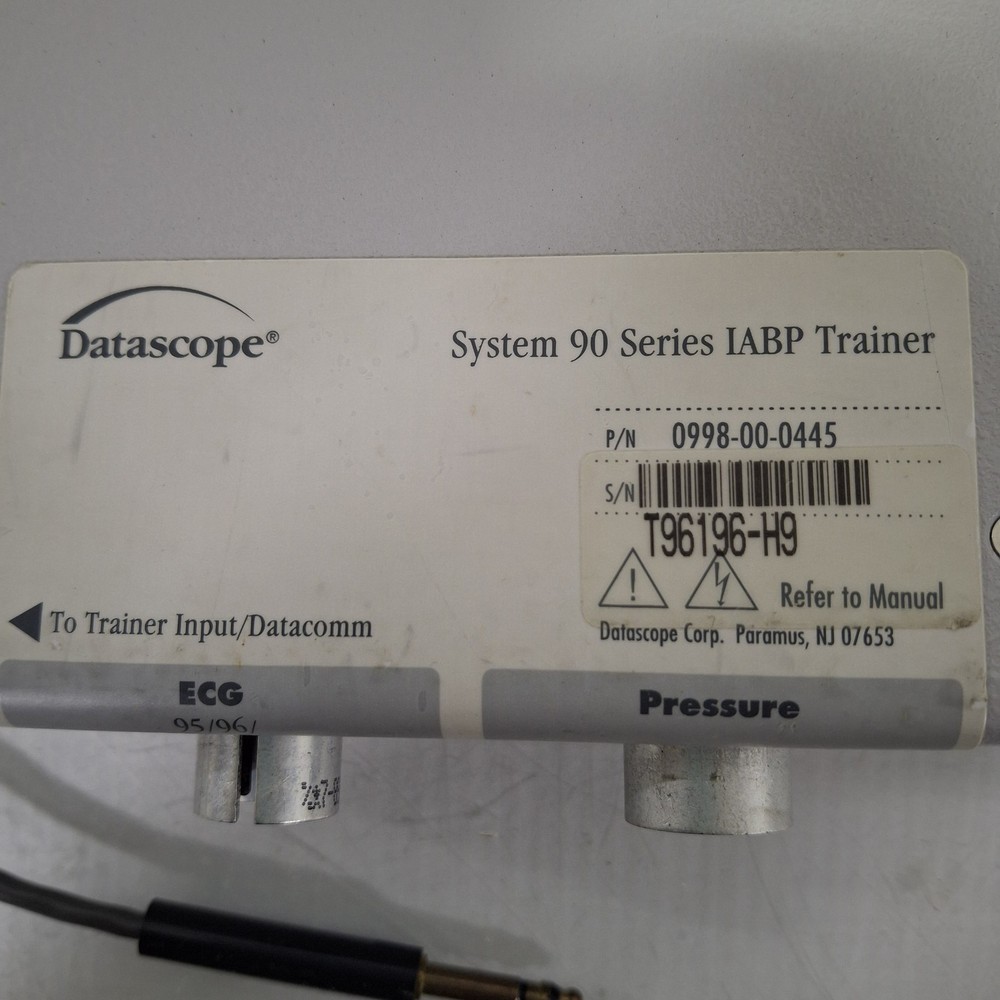 Datascope®
System 90 Series IABP Trainer
P/N 0998-00-0445
S/N
T96196-H9
!
Refer to Manual
To Trainer Input/Datacomm
Datascope Corp. Paramus, NJ 07653
ECG
95/96/
Pressure